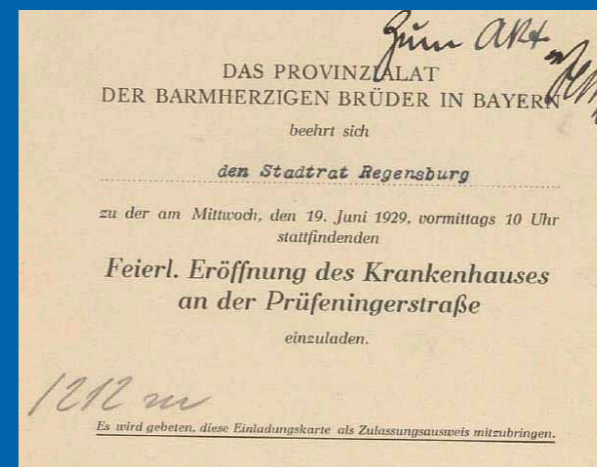 Zum Akt
DAS PROVINZIALAT
DER BARMHERZIGEN BRÜDER IN BAYERN
beehrt sich
den Stadtrat Regensburg
zu der am Mittwoch, den 19. Juni 1929, vormittags 10 Uhr
stattfindenden
Feierl. Eröffnung des Krankenhauses
an der Prüfeningerstraße
einzuladen.
1212
Es wird gebeten, diese Einladungskarte als Zulassungsausweis mitzubringen.